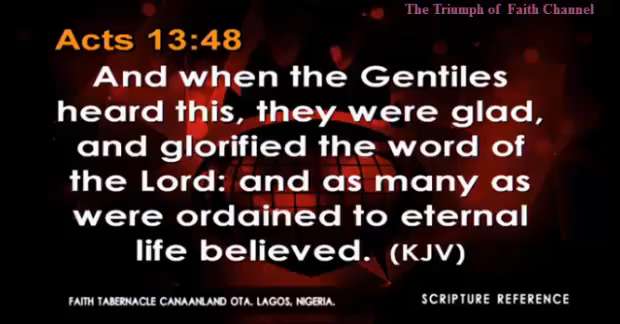 The Triumph of Faith Channel
Acts 13:48
And when the Gentiles
heard this, they were glad,
and glorified the word of
the Lord: and as many as
were ordained to eternal
life believed. (KJV)
FAITH TABERNACLE CANAANLAND OTA, LAGOS, NIGERIA.
SCRIPTURE REFERENCE